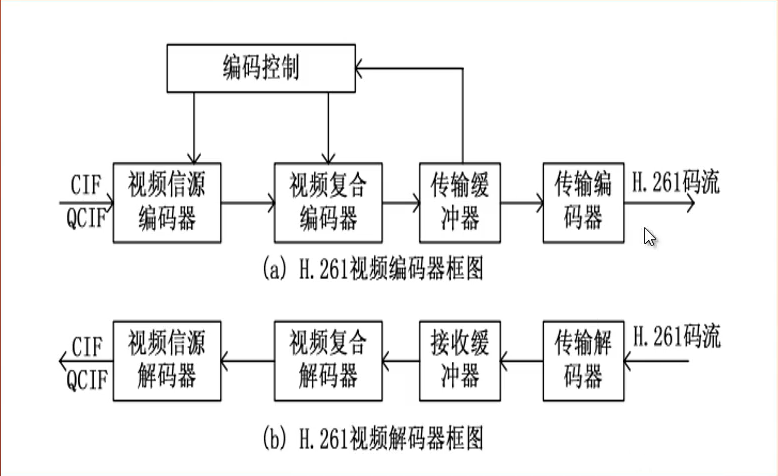 编码控制
CIF
QCIF
视频信源
编码器
视频复合
编码器
传输缓
冲器
传输编
码器
H.261码流
(a) H.261视频编码器框图
CIF
QCIF
视频信源
解码器
视频复合
解码器
接收缓
冲器
传输解
码器
H.261码流
(b) H.261视频解码器框图